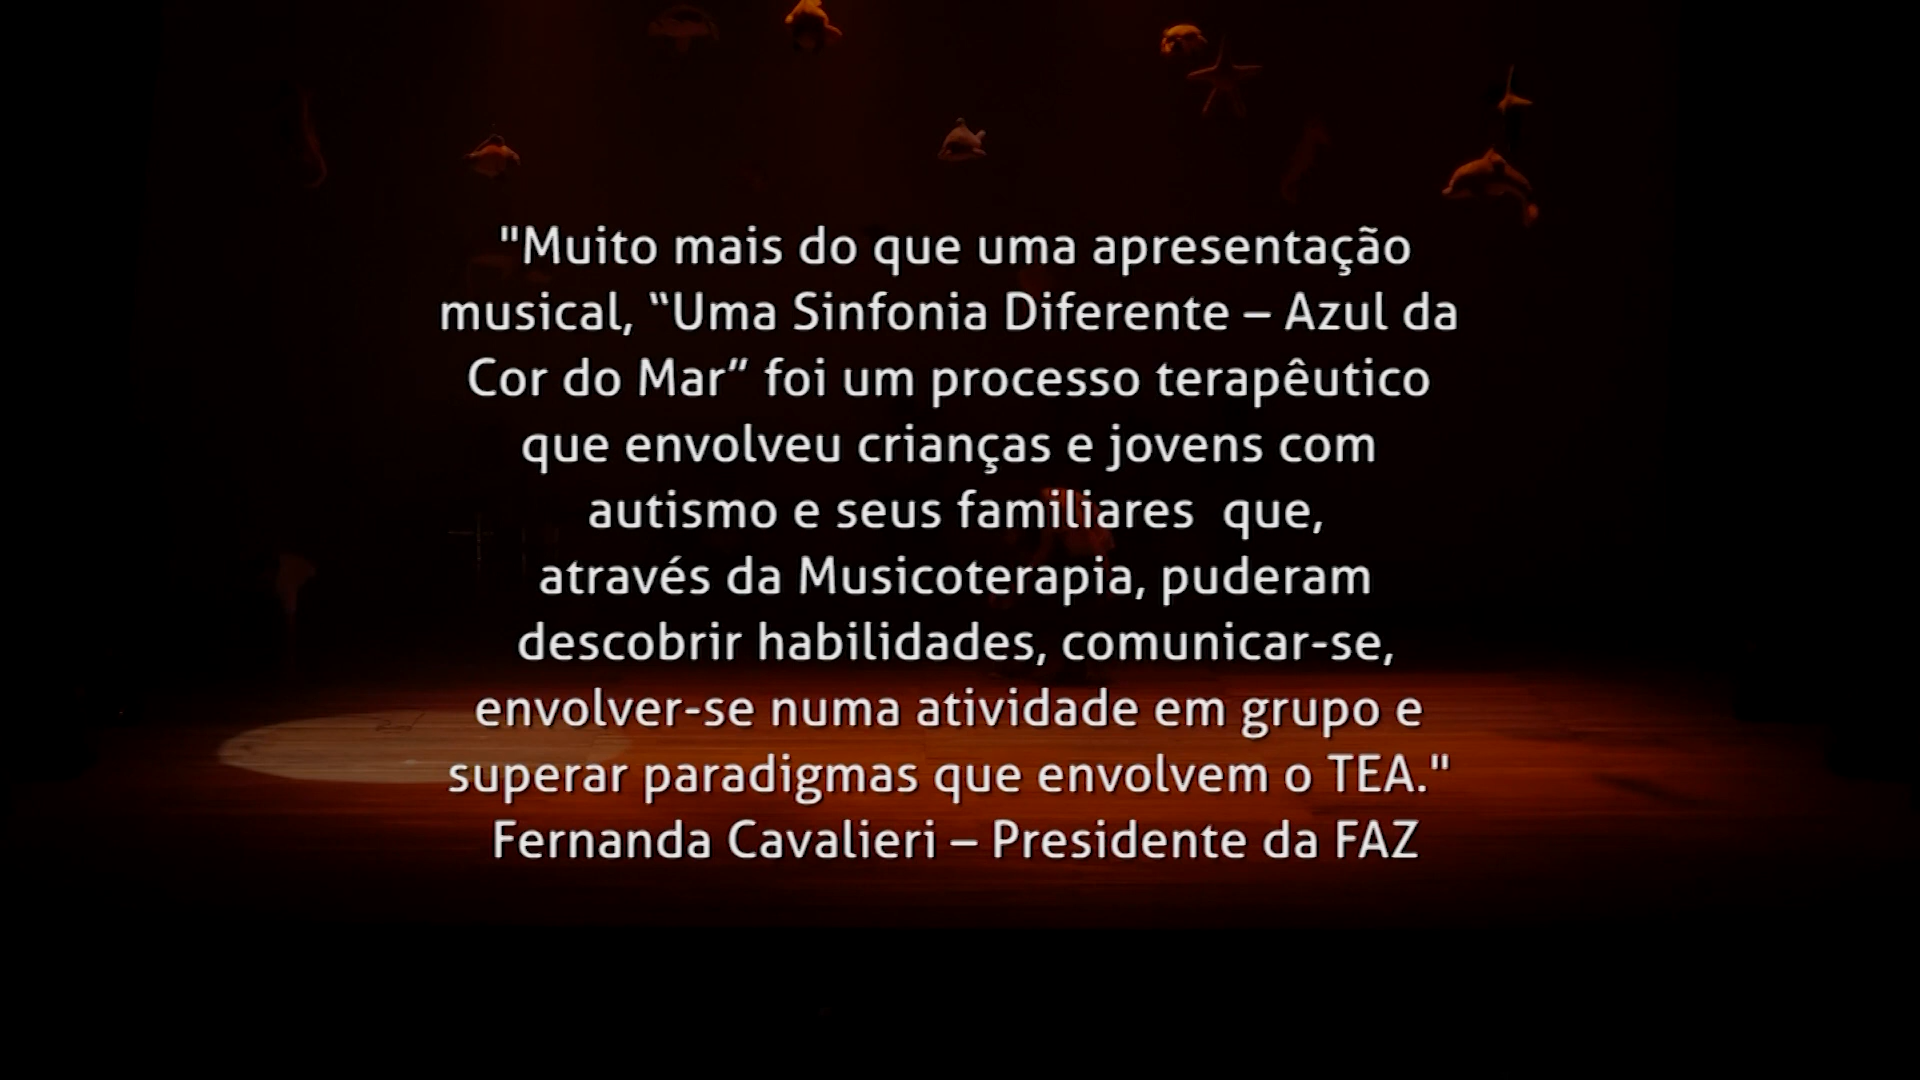 "Muito mais do que uma apresentação
musical, “Uma Sinfonia Diferente – Azul da
Cor do Mar” foi um processo terapêutico
que envolveu crianças e jovens com
autismo e seus familiares  que,
através da Musicoterapia, puderam
descobrir habilidades, comunicar-se,
envolver-se numa atividade em grupo e
superar paradigmas que envolvem o TEA."
Fernanda Cavalieri – Presidente da FAZ